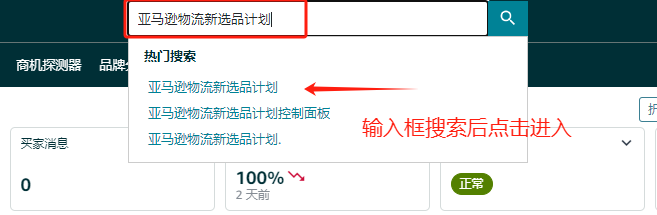 亚马逊物流新选品计划
热门搜索
商机探测器 品牌分
亚马逊物流新选品计划
亚马逊物流新选品计划控制面板
亚马逊物流新选品计划.
输入框搜索后点击进入
买家消息
0
100%
2 天前
正常